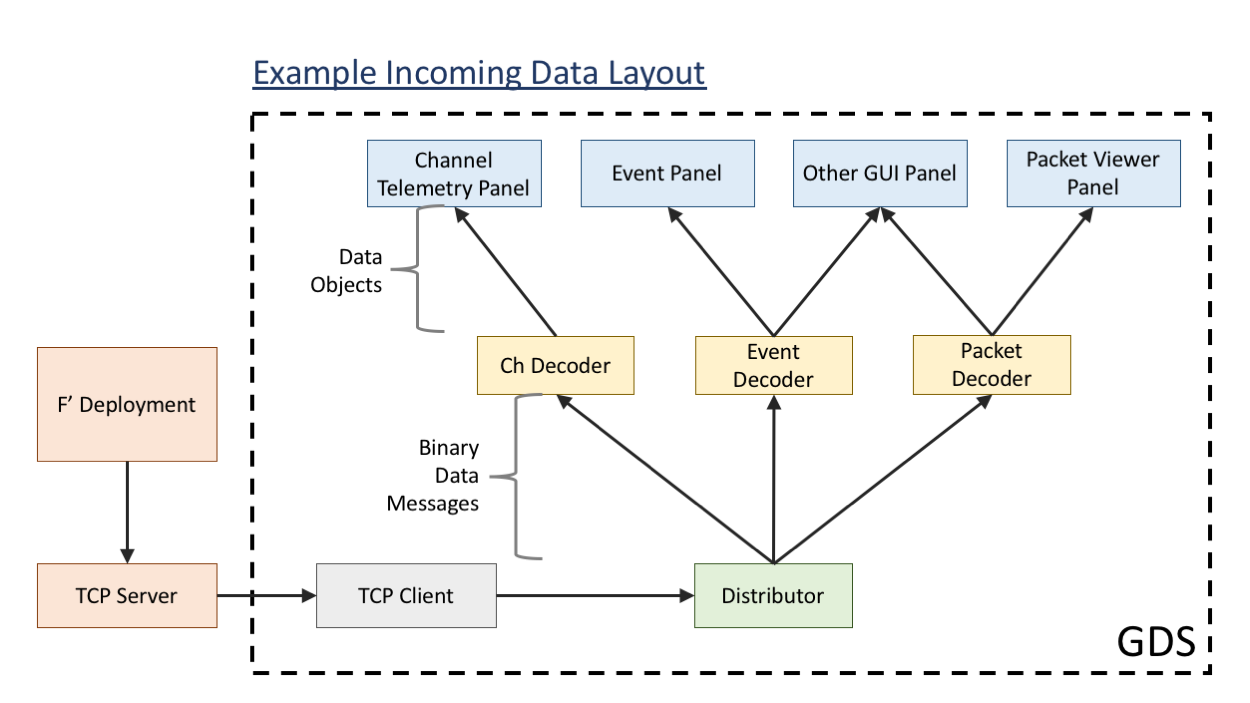 Example Incoming Data Layout
Channel
Telemetry Panel
Event Panel
Other GUI Panel
Packet Viewer
Panel
Data
Objects
Ch Decoder
Event
Decoder
Packet
Decoder
F’ Deployment
Binary
Data
Messages
TCP Server
TCP Client
Distributor
GDS